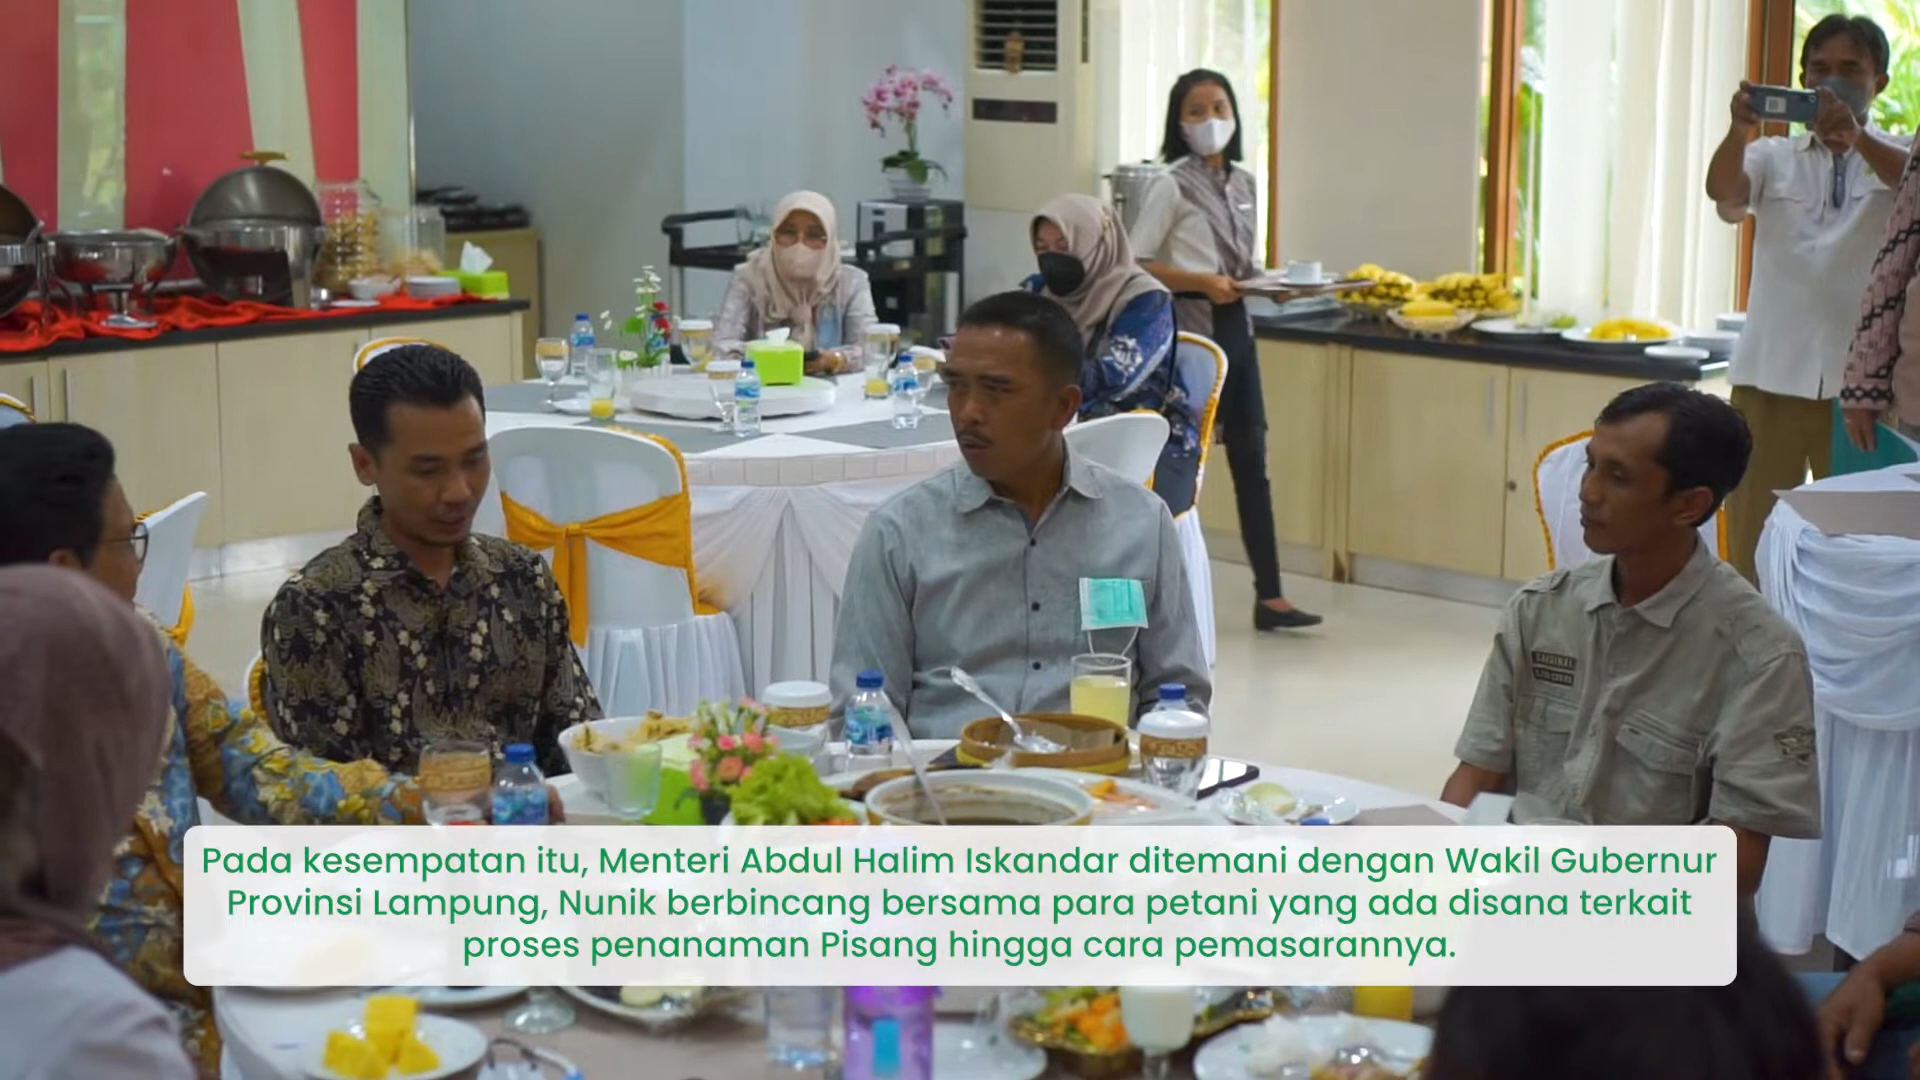 Pada kesempatan itu, Menteri Abdul Halim Iskandar ditemani dengan Wakil Gubernur
Provinsi Lampung, Nunik berbincang bersama para petani yang ada disana terkait
proses penanaman Pisang hingga cara pemasarannya.